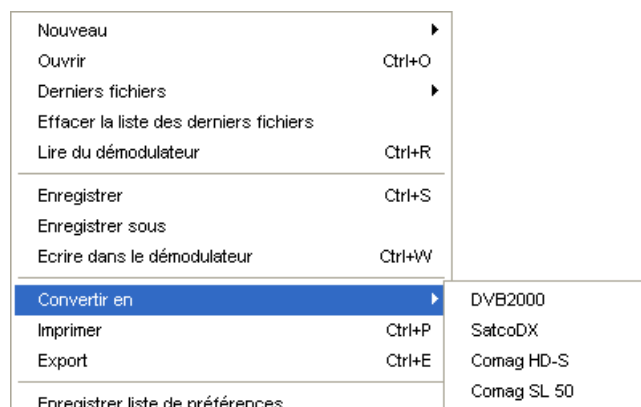 Nouveau
Ouvrir Ctrl+O
Derniers fichiers
Effacer la liste des derniers fichiers
Lire du démodulateur Ctrl+R
Enregistrer Ctrl+S
Enregistrer sous
Ecrire dans le démodulateur Ctrl+W
Convertir en DVB2000
Imprimer Ctrl+P SatcoDX
Export Ctrl+E Comag HD-S
Enregistrer liste de préférences Comag SL 50